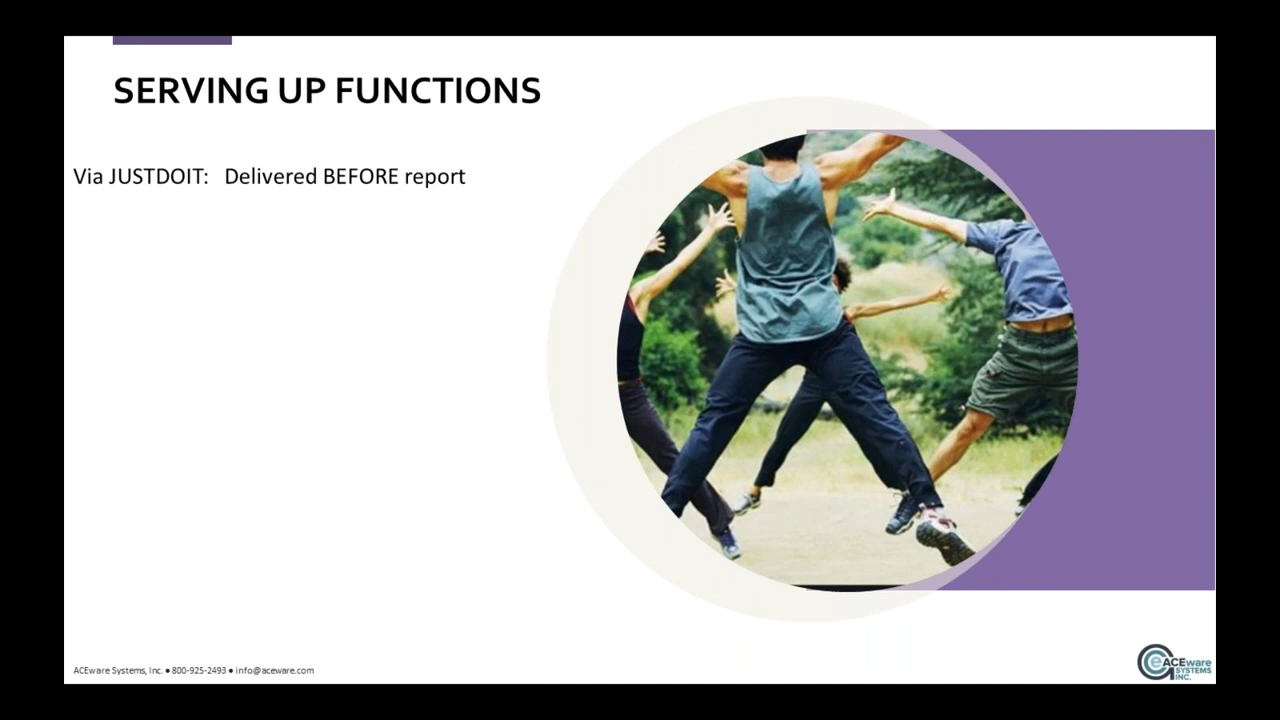 SERVING UP FUNCTIONS
Via JUSTDOIT: Delivered BEFORE report
ACEware Systems, Inc. ● 800-925-2493 ● info@aceware.com
e ACEware
SYSTEMS
INC.